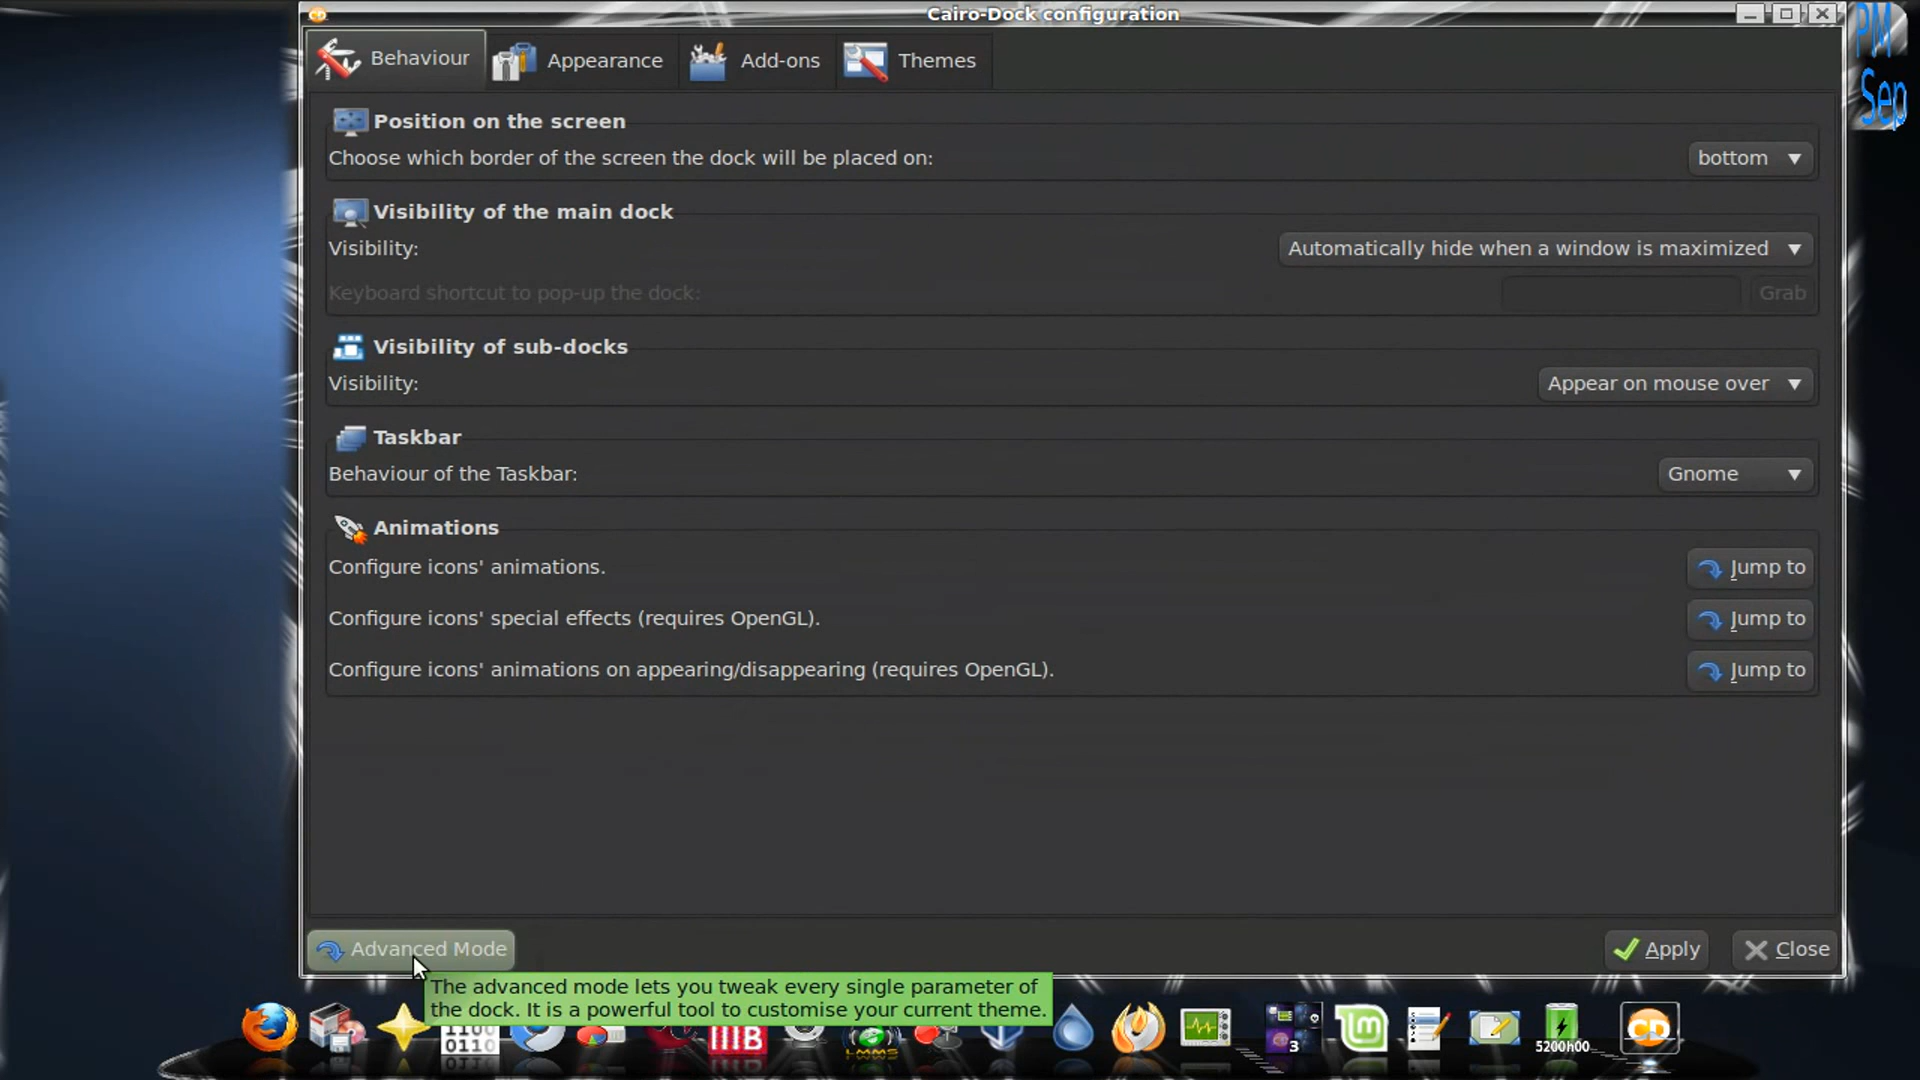 Cairo-Dock configuration
PM
Sep
Behaviour
Appearance
Add-ons
Themes
Position on the screen
Choose which border of the screen the dock will be placed on:
bottom
Visibility of the main dock
Visibility:
Automatically hide when a window is maximized
Keyboard shortcut to pop-up the dock:
Grab
Visibility of sub-docks
Visibility:
Appear on mouse over
Taskbar
Behaviour of the Taskbar:
Gnome
Animations
Configure icons' animations.
Jump to
Configure icons' special effects (requires OpenGL).
Jump to
Configure icons' animations on appearing/disappearing (requires OpenGL).
Jump to
Advanced Mode
Apply
Close
The advanced mode lets you tweak every single parameter of
the dock. It is a powerful tool to customise your current theme.
1100
0110
3
5200h00